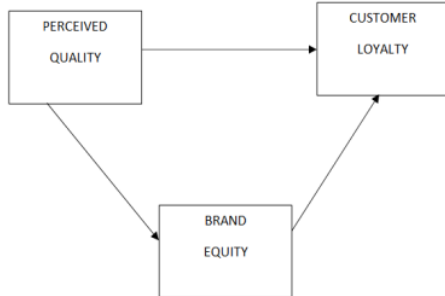 PERCEIVED
QUALITY
CUSTOMER
LOYALTY
BRAND
EQUITY